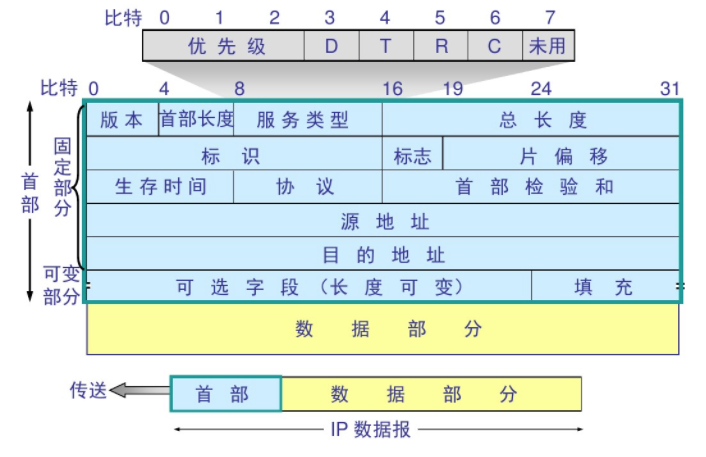 比特 0 1 2 3 4 5 6 7
优先级 D T R C 未用
比特 0 4 8 16 19 24 31
版本 首部长度 服务类型 总长度
标识 标志 片偏移
生存时间 协议 首部检验和
源地址
目的地址
可选字段（长度可变） 填充
首部
固定部分
可变部分
数据部分
传送 首部 数据部分
IP 数据报